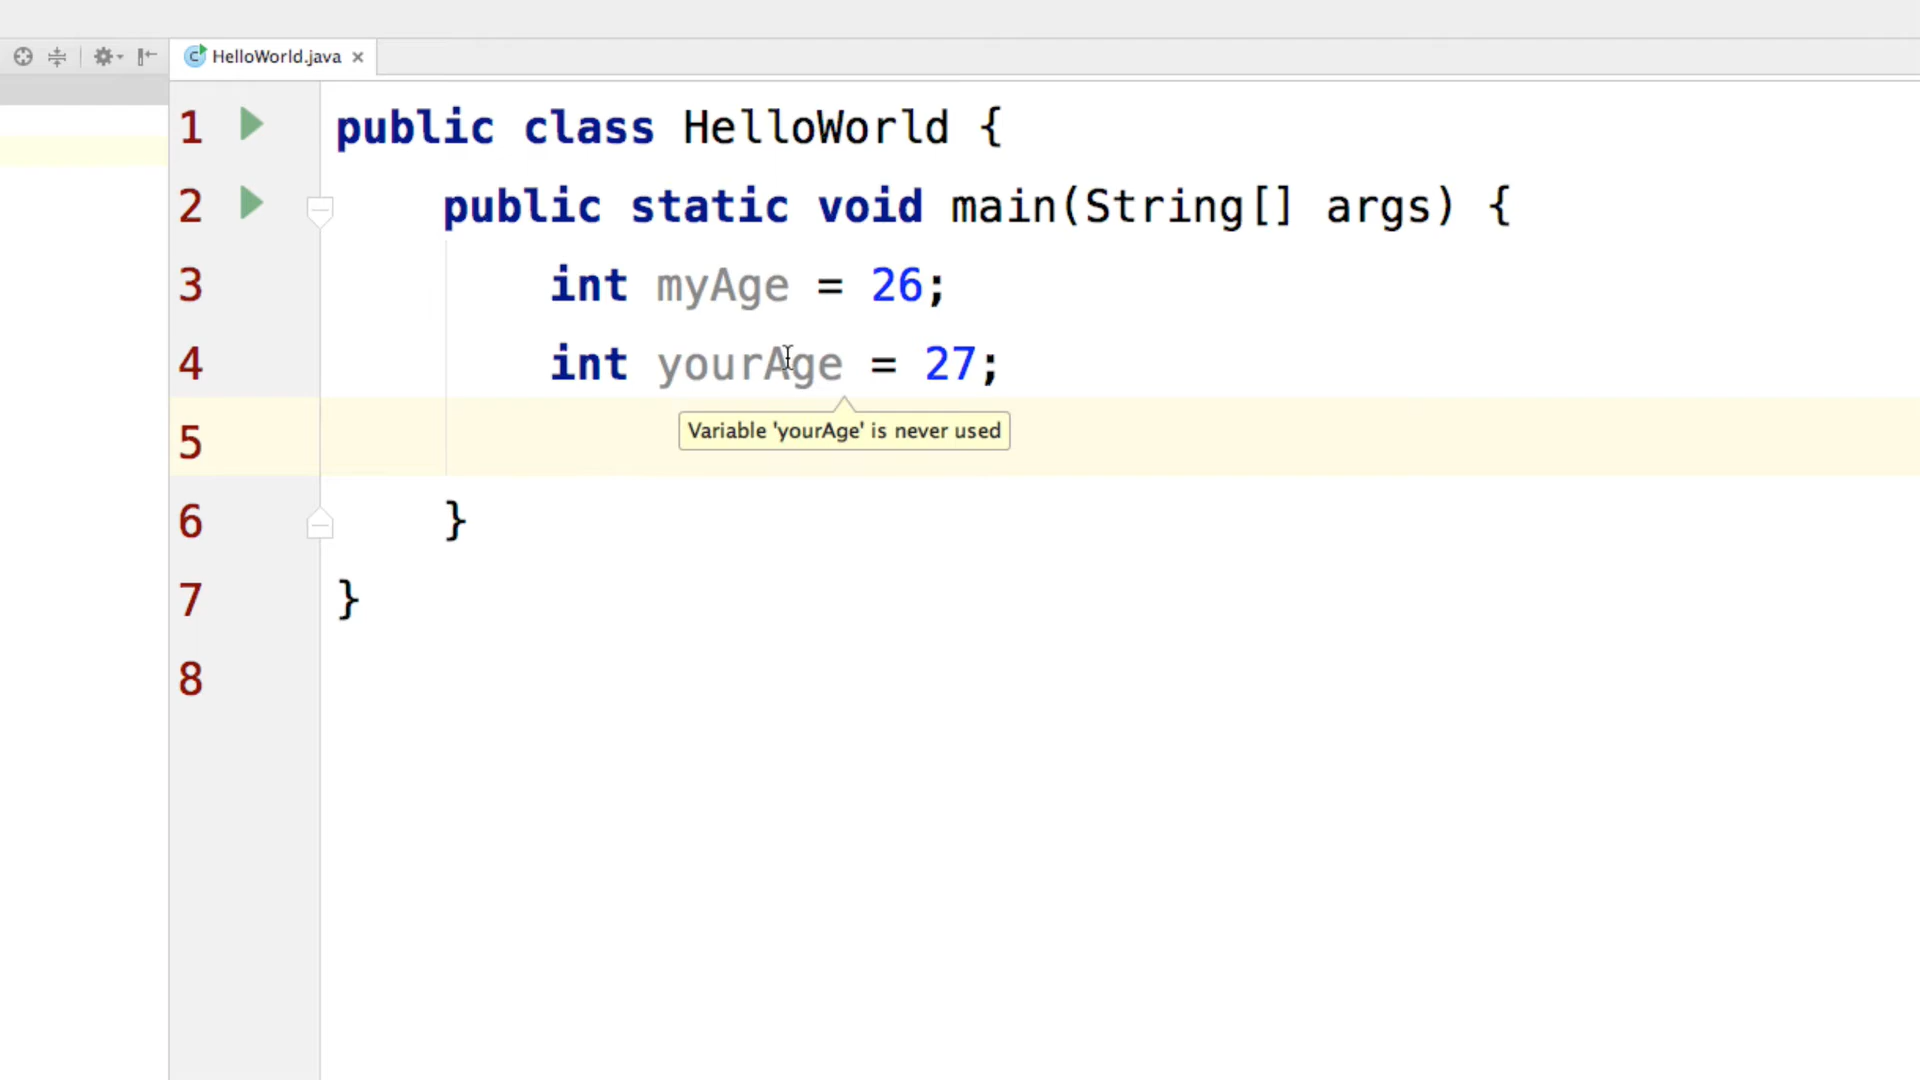 HelloWorld.java
1 public class HelloWorld {
2 public static void main(String[] args) {
3 int myAge = 26;
4 int yourAge = 27;
Variable 'yourAge' is never used
5
6 }
7 }
8